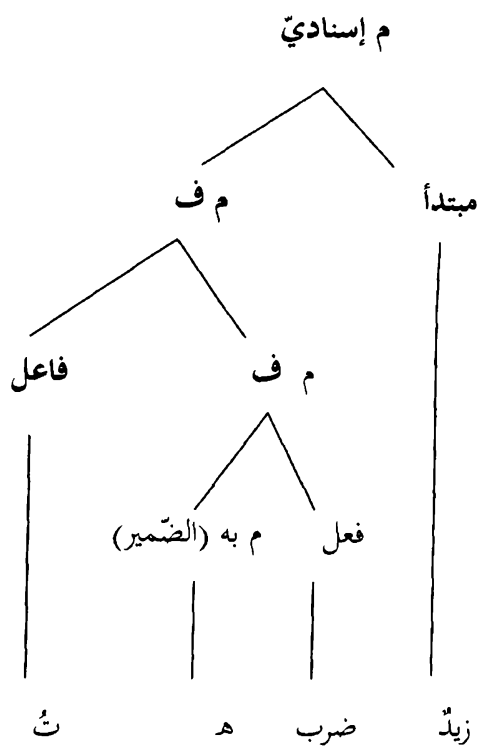 م إسناديّ
مبتدأ م ف
م ف فاعل
فعل م به (الضّمير)
زيدٌ ضرب ه تُ